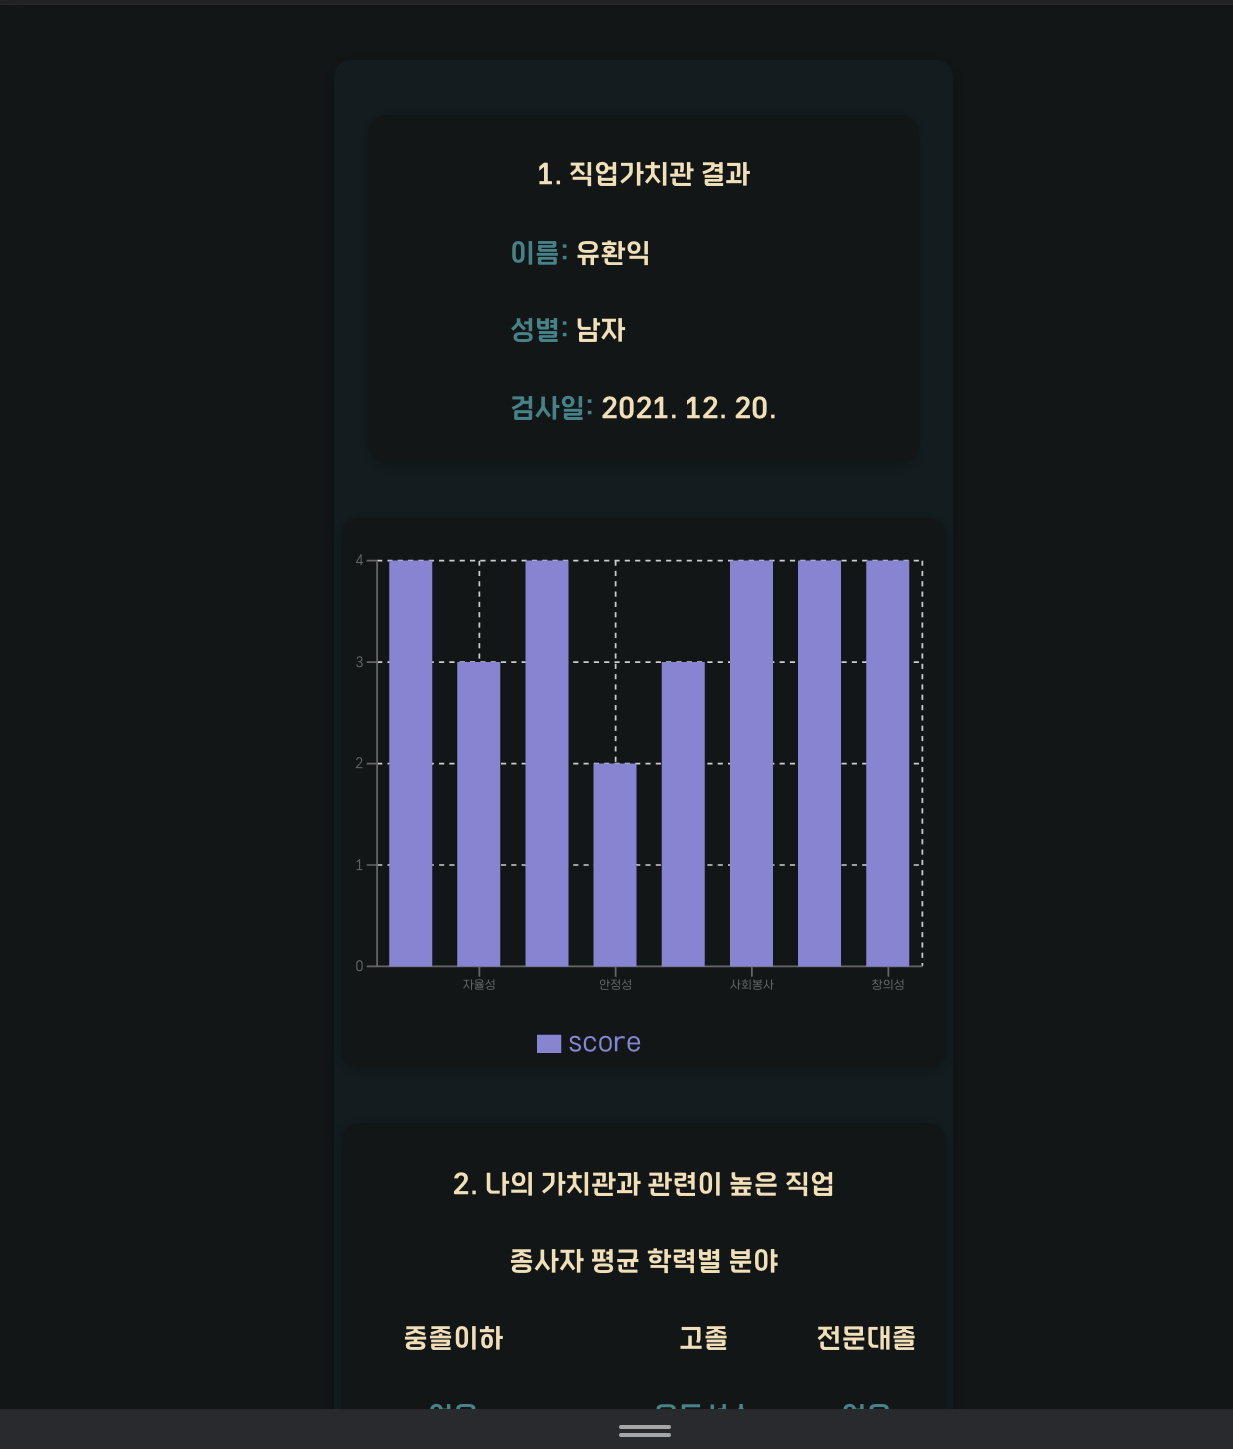 1. 직업가치관 결과
이름: 유환익
성별: 남자
검사일: 2021. 12. 20.
4
3
2
1
0
자율성 안정성 사회봉사 창의성
score
2. 나의 가치관과 관련이 높은 직업
종사자 평균 학력별 분야
중졸이하 고졸 전문대졸